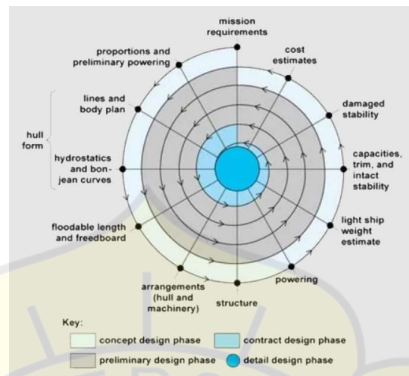 mission
requirements
cost
estimates
damaged
stability
capacities,
trim, and
intact
stability
light ship
weight
estimate
powering
structure
arrangements
(hull and
machinery)
floodable length
and freedboard
hydrostatics
and bon-
jean curves
lines and
body plan
hull
form
proportions and
preliminary powering
Key:
concept design phase
contract design phase
preliminary design phase
detail design phase